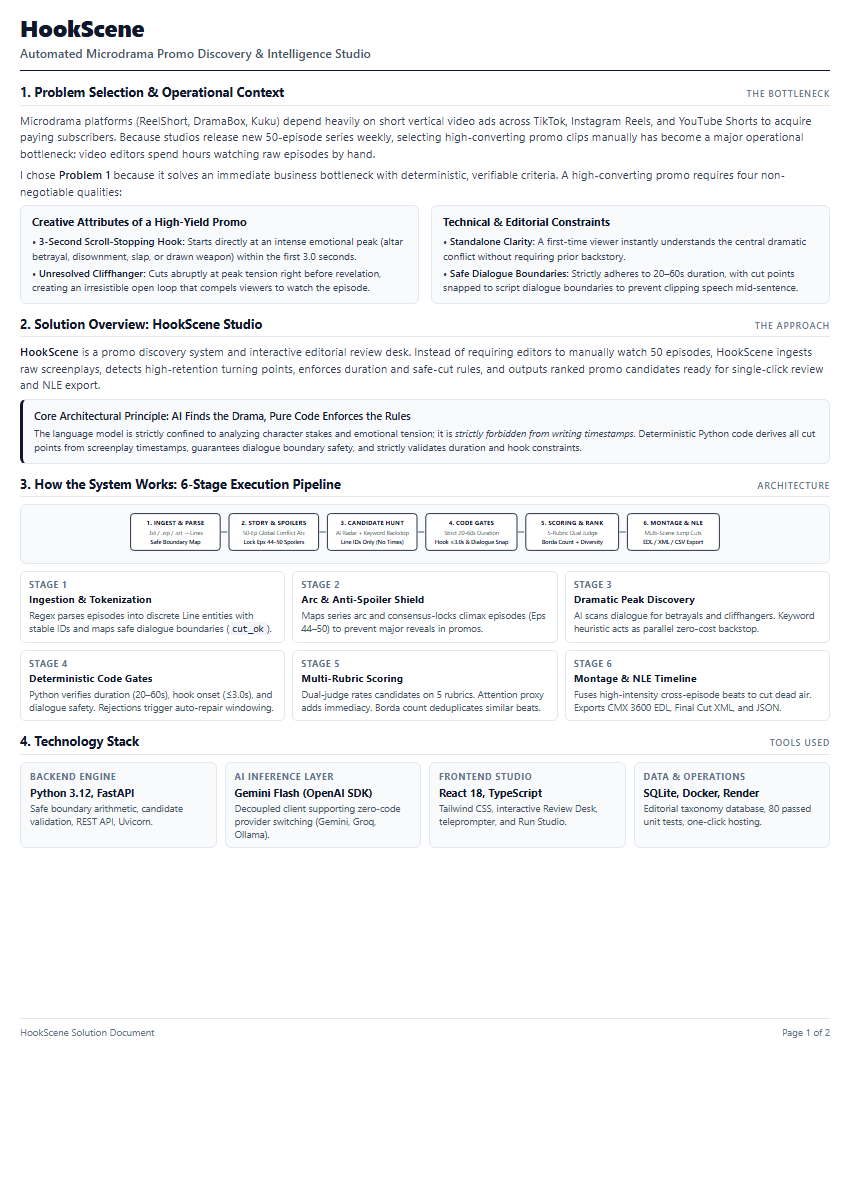 HookScene
Automated Microdrama Promo Discovery & Intelligence Studio
1. Problem Selection & Operational Context
THE BOTTLENECK
Microdrama platforms (ReelShort, DramaBox, Kuku) depend heavily on short vertical video ads across TikTok, Instagram Reels, and YouTube Shorts to acquire
paying subscribers. Because studios release new 50-episode series weekly, selecting high-converting promo clips manually has become a major operational
bottleneck: video editors spend hours watching raw episodes by hand.
I chose Problem 1 because it solves an immediate business bottleneck with deterministic, verifiable criteria. A high-converting promo requires four non-
negotiable qualities:
Creative Attributes of a High-Yield Promo
• 3-Second Scroll-Stopping Hook: Starts directly at an intense emotional peak (altar
betrayal, disownment, slap, or drawn weapon) within the first 3.0 seconds.
• Unresolved Cliffhanger: Cuts abruptly at peak tension right before revelation,
creating an irresistible open loop that compels viewers to watch the episode.
Technical & Editorial Constraints
• Standalone Clarity: A first-time viewer instantly understands the central dramatic
conflict without requiring prior backstory.
• Safe Dialogue Boundaries: Strictly adheres to 20–60s duration, with cut points
snapped to script dialogue boundaries to prevent clipping speech mid-sentence.
2. Solution Overview: HookScene Studio
THE APPROACH
HookScene is a promo discovery system and interactive editorial review desk. Instead of requiring editors to manually watch 50 episodes, HookScene ingests
raw screenplays, detects high-retention turning points, enforces duration and safe-cut rules, and outputs ranked promo candidates ready for single-click review
and NLE export.
Core Architectural Principle: AI Finds the Drama, Pure Code Enforces the Rules
The language model is strictly confined to analyzing character stakes and emotional tension; it is strictly forbidden from writing timestamps. Deterministic Python code derives all cut
points from screenplay timestamps, guarantees dialogue boundary safety, and strictly validates duration and hook constraints.
3. How the System Works: 6-Stage Execution Pipeline
ARCHITECTURE
1. INGEST & PARSE
.txt / .zip / .srt → Lines
Safe Boundary Map
2. STORY & SPOILERS
50-Ep Global Conflict Arc
Lock Eps 44–50 Spoilers
3. CANDIDATE HUNT
AI Radar + Keyword Backstop
Line IDs Only (No Times)
4. CODE GATES
Strict 20–60s Duration
Hook ≤3.0s & Dialogue Snap
5. SCORING & RANK
5-Rubric Dual Judge
Borda Count + Diversity
6. MONTAGE & NLE
Multi-Scene Jump Cuts
EDL / XML / CSV Export
STAGE 1
Ingestion & Tokenization
Regex parses episodes into discrete Line entities with
stable IDs and maps safe dialogue boundaries ( cut_ok ).
STAGE 2
Arc & Anti-Spoiler Shield
Maps series arc and consensus-locks climax episodes (Eps
44–50) to prevent major reveals in promos.
STAGE 3
Dramatic Peak Discovery
AI scans dialogue for betrayals and cliffhangers. Keyword
heuristic acts as parallel zero-cost backstop.
STAGE 4
Deterministic Code Gates
Python verifies duration (20–60s), hook onset (≤3.0s), and
dialogue safety. Rejections trigger auto-repair windowing.
STAGE 5
Multi-Rubric Scoring
Dual-judge rates candidates on 5 rubrics. Attention proxy
adds immediacy. Borda count deduplicates similar beats.
STAGE 6
Montage & NLE Timeline
Fuses high-intensity cross-episode beats to cut dead air.
Exports CMX 3600 EDL, Final Cut XML, and JSON.
4. Technology Stack
TOOLS USED
BACKEND ENGINE
Python 3.12, FastAPI
Safe boundary arithmetic, candidate
validation, REST API, Uvicorn.
AI INFERENCE LAYER
Gemini Flash (OpenAI SDK)
Decoupled client supporting zero-code
provider switching (Gemini, Groq,
Ollama).
FRONTEND STUDIO
React 18, TypeScript
Tailwind CSS, interactive Review Desk,
teleprompter, and Run Studio.
DATA & OPERATIONS
SQLite, Docker, Render
Editorial taxonomy database, 80 passed
unit tests, one-click hosting.
HookScene Solution Document
Page 1 of 2